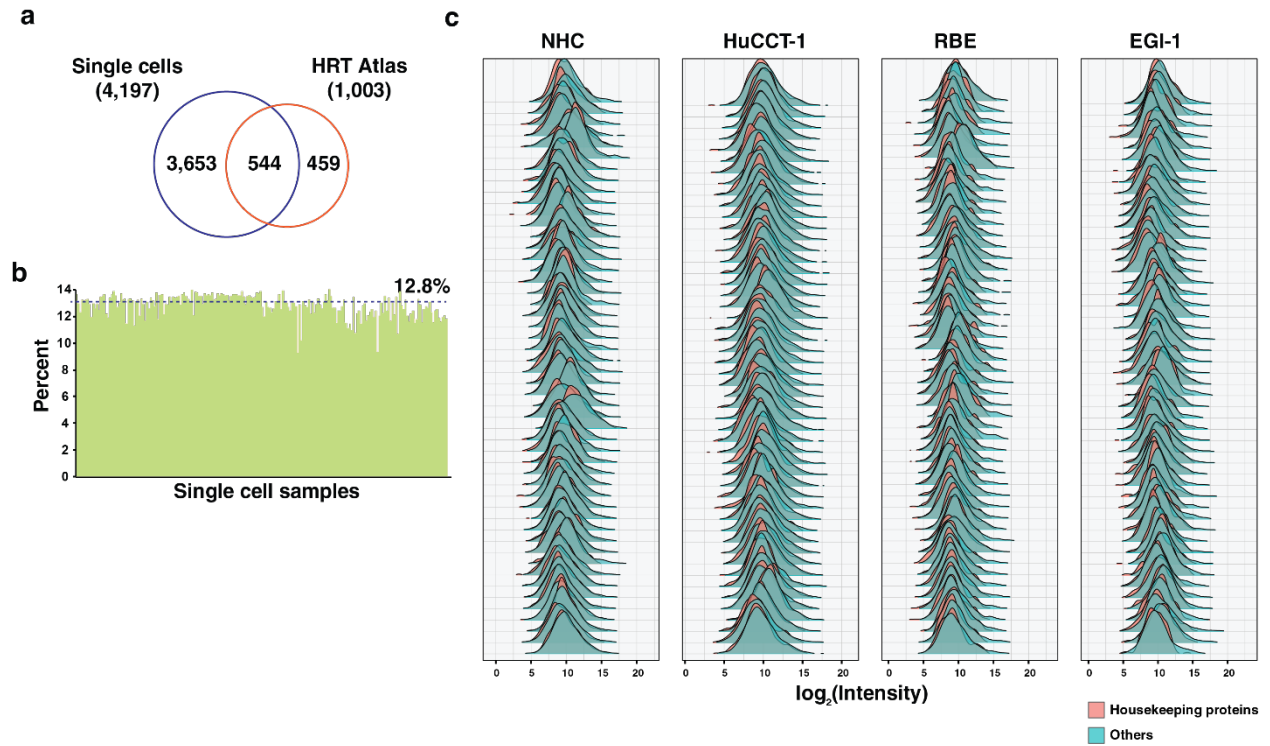 a
Single cells
(4,197)
HRT Atlas
(1,003)
3,653
544
459
b
12.8%
14
12
10
8
6
4
2
0
Percent
Single cell samples
c
NHC
HuCCT-1
RBE
EGI-1
0 5 10 15 20
0 5 10 15 20
0 5 10 15 20
0 5 10 15 20
log2(Intensity)
Housekeeping proteins
Others